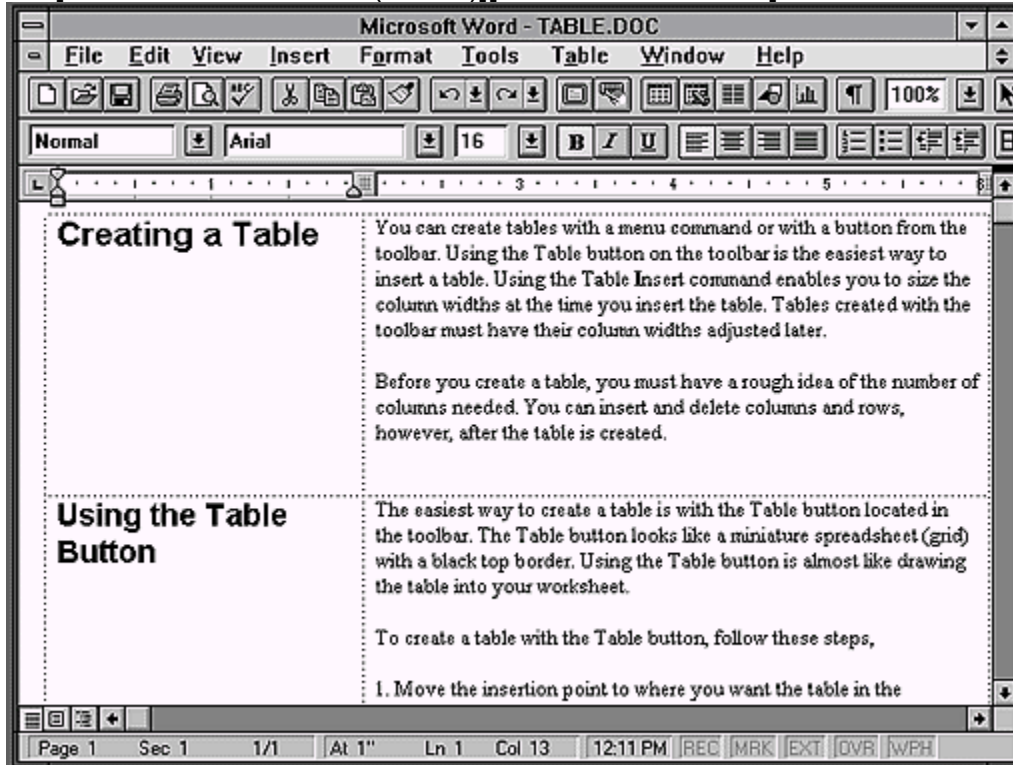 Microsoft Word - TABLE.DOC
File Edit View Insert Format Tools Table Window Help
ABC 100%
Normal Arial 16 B I U
3 4 5
Creating a Table
You can create tables with a menu command or with a button from the
toolbar. Using the Table button on the toolbar is the easiest way to
insert a table. Using the Table Insert command enables you to size the
column widths at the time you insert the table. Tables created with the
toolbar must have their column widths adjusted later.
Before you create a table, you must have a rough idea of the number of
columns needed. You can insert and delete columns and rows,
however, after the table is created.
Using the Table
Button
The easiest way to create a table is with the Table button located in
the toolbar. The Table button looks like a miniature spreadsheet (grid)
with a black top border. Using the Table button is almost like drawing
the table into your worksheet.
To create a table with the Table button, follow these steps,
1. Move the insertion point to where you want the table in the
Page 1 Sec 1 1/1 At 1" Ln 1 Col 13 12:11 PM REC MRK EXT OVR WPH